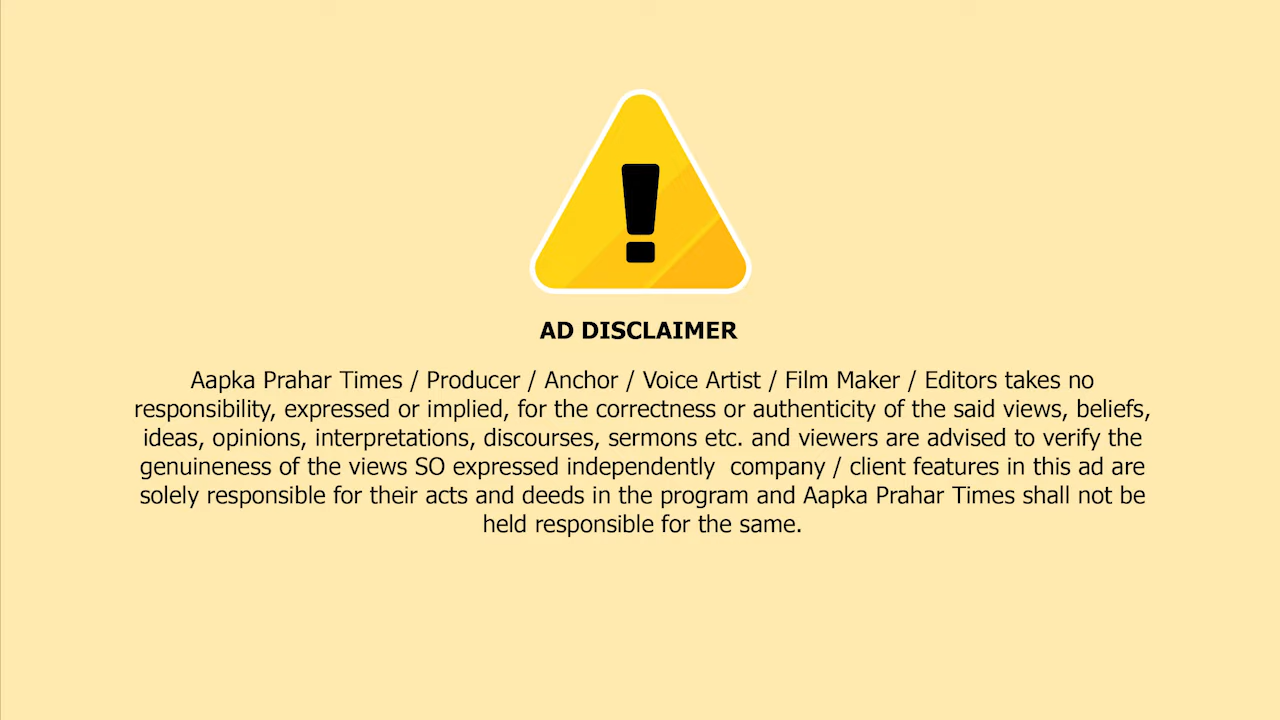 AD DISCLAIMER
Aapka Prahar Times / Producer / Anchor / Voice Artist / Film Maker / Editors takes no
responsibility, expressed or implied, for the correctness or authenticity of the said views, beliefs,
ideas, opinions, interpretations, discourses, sermons etc. and viewers are advised to verify the
genuineness of the views SO expressed independently  company / client features in this ad are
solely responsible for their acts and deeds in the program and Aapka Prahar Times shall not be
held responsible for the same.